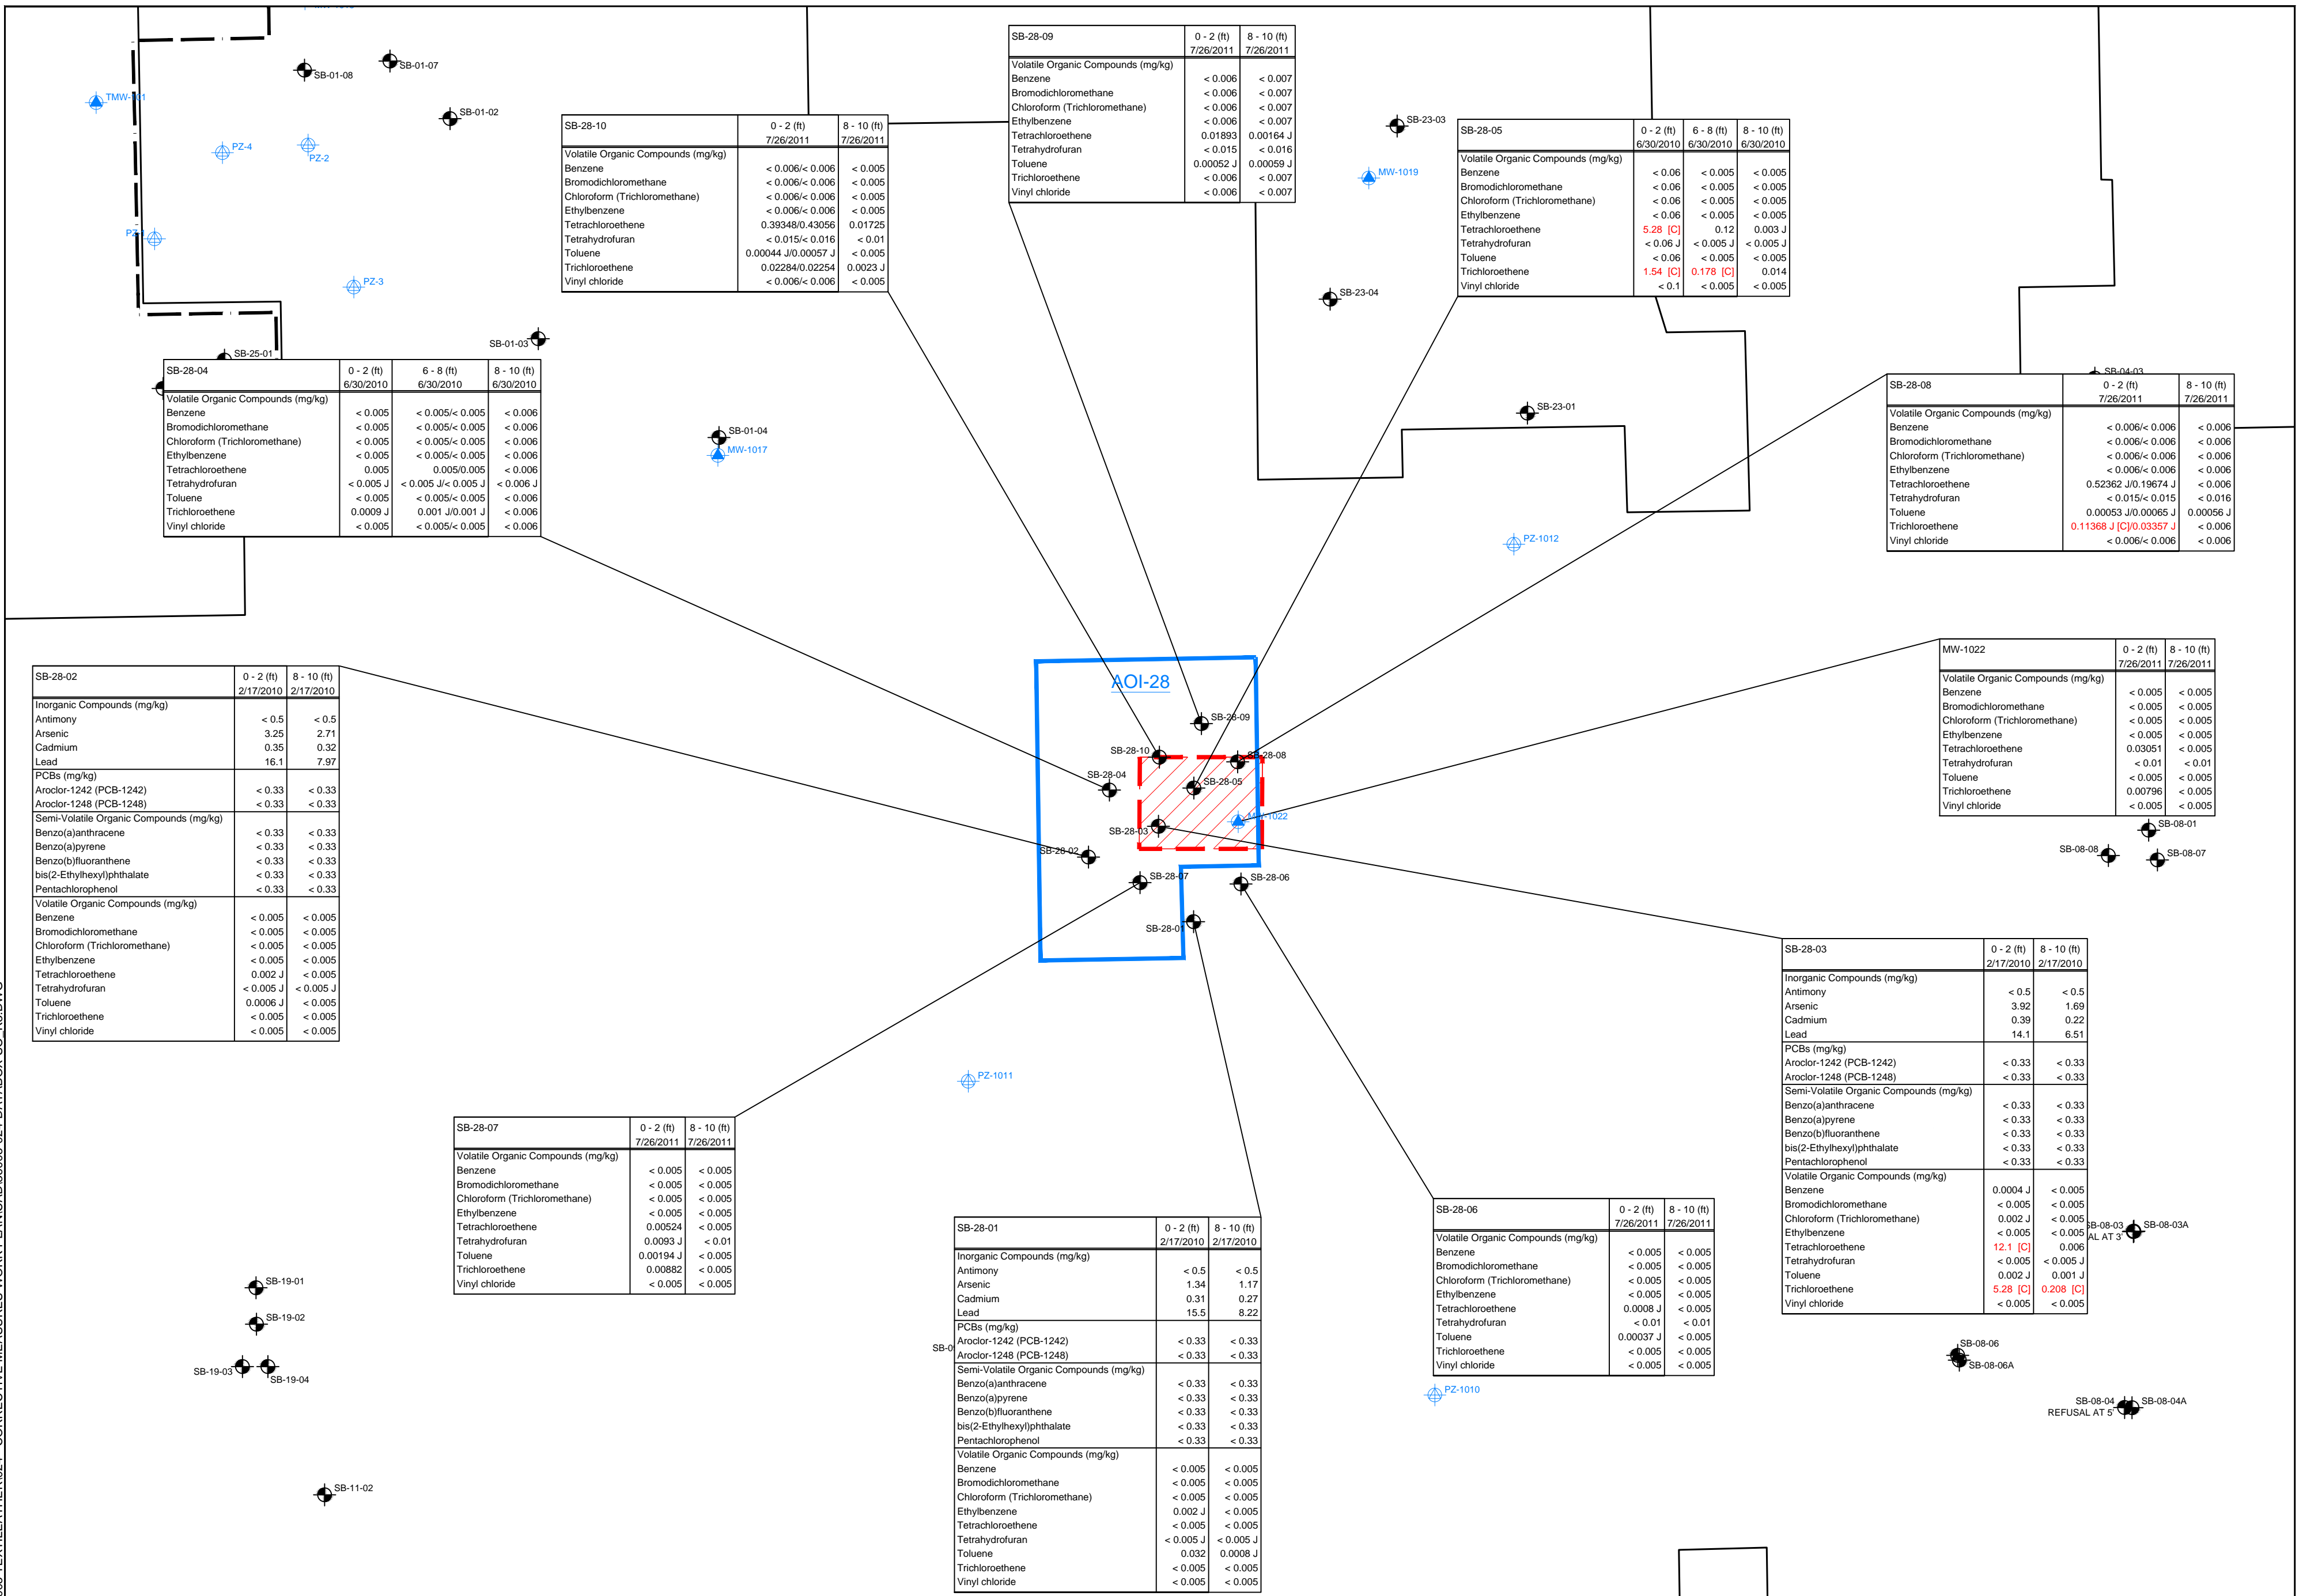 SB-01-08
SB-01-07
TMW-101
SB-01-02
PZ-4
PZ-2
PZ-1
PZ-3
SB-01-03
SB-25-01
SB-01-04
MW-1017
SB-23-03
MW-1019
SB-23-04
SB-23-01
PZ-1012
SB-04-03
SB-28-09 0 - 2 (ft) 8 - 10 (ft)
7/26/2011 7/26/2011
Volatile Organic Compounds (mg/kg)
Benzene < 0.006 < 0.007
Bromodichloromethane < 0.006 < 0.007
Chloroform (Trichloromethane) < 0.006 < 0.007
Ethylbenzene < 0.006 < 0.007
Tetrachloroethene 0.01893 0.00164 J
Tetrahydrofuran < 0.015 < 0.016
Toluene 0.00052 J 0.00059 J
Trichloroethene < 0.006 < 0.007
Vinyl chloride < 0.006 < 0.007
SB-28-10 0 - 2 (ft) 8 - 10 (ft)
7/26/2011 7/26/2011
Volatile Organic Compounds (mg/kg)
Benzene < 0.006/< 0.006 < 0.005
Bromodichloromethane < 0.006/< 0.006 < 0.005
Chloroform (Trichloromethane) < 0.006/< 0.006 < 0.005
Ethylbenzene < 0.006/< 0.006 < 0.005
Tetrachloroethene 0.39348/0.43056 0.01725
Tetrahydrofuran < 0.015/< 0.016 < 0.01
Toluene 0.00044 J/0.00057 J < 0.005
Trichloroethene 0.02284/0.02254 0.0023 J
Vinyl chloride < 0.006/< 0.006 < 0.005
SB-28-05 0 - 2 (ft) 6 - 8 (ft) 8 - 10 (ft)
6/30/2010 6/30/2010 6/30/2010
Volatile Organic Compounds (mg/kg)
Benzene < 0.06 < 0.005 < 0.005
Bromodichloromethane < 0.06 < 0.005 < 0.005
Chloroform (Trichloromethane) < 0.06 < 0.005 < 0.005
Ethylbenzene < 0.06 < 0.005 < 0.005
Tetrachloroethene 5.28 [C] 0.12 0.003 J
Tetrahydrofuran < 0.06 J < 0.005 J < 0.005 J
Toluene < 0.06 < 0.005 < 0.005
Trichloroethene 1.54 [C] 0.178 [C] 0.014
Vinyl chloride < 0.1 < 0.005 < 0.005
SB-28-04 0 - 2 (ft) 6 - 8 (ft) 8 - 10 (ft)
6/30/2010 6/30/2010 6/30/2010
Volatile Organic Compounds (mg/kg)
Benzene < 0.005 < 0.005/< 0.005 < 0.006
Bromodichloromethane < 0.005 < 0.005/< 0.005 < 0.006
Chloroform (Trichloromethane) < 0.005 < 0.005/< 0.005 < 0.006
Ethylbenzene < 0.005 < 0.005/< 0.005 < 0.006
Tetrachloroethene 0.005 0.005/0.005 < 0.006
Tetrahydrofuran < 0.005 J < 0.005 J/< 0.005 J < 0.006 J
Toluene < 0.005 < 0.005/< 0.005 < 0.006
Trichloroethene 0.0009 J 0.001 J/0.001 J < 0.006
Vinyl chloride < 0.005 < 0.005/< 0.005 < 0.006
SB-28-08 0 - 2 (ft) 8 - 10 (ft)
7/26/2011 7/26/2011
Volatile Organic Compounds (mg/kg)
Benzene < 0.006/< 0.006 < 0.006
Bromodichloromethane < 0.006/< 0.006 < 0.006
Chloroform (Trichloromethane) < 0.006/< 0.006 < 0.006
Ethylbenzene < 0.006/< 0.006 < 0.006
Tetrachloroethene 0.52362 J/0.19674 J < 0.006
Tetrahydrofuran < 0.015/< 0.015 < 0.016
Toluene 0.00053 J/0.00065 J 0.00056 J
Trichloroethene 0.11368 J [C]/0.03357 J < 0.006
Vinyl chloride < 0.006/< 0.006 < 0.006
MW-1022 0 - 2 (ft) 8 - 10 (ft)
7/26/2011 7/26/2011
Volatile Organic Compounds (mg/kg)
Benzene < 0.005 < 0.005
Bromodichloromethane < 0.005 < 0.005
Chloroform (Trichloromethane) < 0.005 < 0.005
Ethylbenzene < 0.005 < 0.005
Tetrachloroethene 0.03051 < 0.005
Tetrahydrofuran < 0.01 < 0.01
Toluene < 0.005 < 0.005
Trichloroethene 0.00796 < 0.005
Vinyl chloride < 0.005 < 0.005
SB-28-02 0 - 2 (ft) 8 - 10 (ft)
2/17/2010 2/17/2010
Inorganic Compounds (mg/kg)
Antimony < 0.5 < 0.5
Arsenic 3.25 2.71
Cadmium 0.35 0.32
Lead 16.1 7.97
PCBs (mg/kg)
Aroclor-1242 (PCB-1242) < 0.33 < 0.33
Aroclor-1248 (PCB-1248) < 0.33 < 0.33
Semi-Volatile Organic Compounds (mg/kg)
Benzo(a)anthracene < 0.33 < 0.33
Benzo(a)pyrene < 0.33 < 0.33
Benzo(b)fluoranthene < 0.33 < 0.33
bis(2-Ethylhexyl)phthalate < 0.33 < 0.33
Pentachlorophenol < 0.33 < 0.33
Volatile Organic Compounds (mg/kg)
Benzene < 0.005 < 0.005
Bromodichloromethane < 0.005 < 0.005
Chloroform (Trichloromethane) < 0.005 < 0.005
Ethylbenzene < 0.005 < 0.005
Tetrachloroethene 0.002 J < 0.005
Tetrahydrofuran < 0.005 J < 0.005 J
Toluene 0.0006 J < 0.005
Trichloroethene < 0.005 < 0.005
Vinyl chloride < 0.005 < 0.005
AOI-28
SB-28-09
SB-28-10
SB-28-08
SB-28-04
SB-28-05
MW-1022
SB-28-03
SB-28-02
SB-28-07
SB-28-06
SB-28-01
SB-08-01
SB-08-08
SB-08-07
PZ-1011
SB-28-03 0 - 2 (ft) 8 - 10 (ft)
2/17/2010 2/17/2010
Inorganic Compounds (mg/kg)
Antimony < 0.5 < 0.5
Arsenic 3.92 1.69
Cadmium 0.39 0.22
Lead 14.1 6.51
PCBs (mg/kg)
Aroclor-1242 (PCB-1242) < 0.33 < 0.33
Aroclor-1248 (PCB-1248) < 0.33 < 0.33
Semi-Volatile Organic Compounds (mg/kg)
Benzo(a)anthracene < 0.33 < 0.33
Benzo(a)pyrene < 0.33 < 0.33
Benzo(b)fluoranthene < 0.33 < 0.33
bis(2-Ethylhexyl)phthalate < 0.33 < 0.33
Pentachlorophenol < 0.33 < 0.33
Volatile Organic Compounds (mg/kg)
Benzene 0.0004 J < 0.005
Bromodichloromethane < 0.005 < 0.005
Chloroform (Trichloromethane) 0.002 J < 0.005
Ethylbenzene < 0.005 < 0.005
Tetrachloroethene 12.1 [C] 0.006
Tetrahydrofuran < 0.005 < 0.005 J
Toluene 0.002 J 0.001 J
Trichloroethene 5.28 [C] 0.208 [C]
Vinyl chloride < 0.005 < 0.005
SB-08-03 SB-08-03A
AL AT 3'
SB-28-07 0 - 2 (ft) 8 - 10 (ft)
7/26/2011 7/26/2011
Volatile Organic Compounds (mg/kg)
Benzene < 0.005 < 0.005
Bromodichloromethane < 0.005 < 0.005
Chloroform (Trichloromethane) < 0.005 < 0.005
Ethylbenzene < 0.005 < 0.005
Tetrachloroethene 0.00524 < 0.005
Tetrahydrofuran 0.0093 J < 0.01
Toluene 0.00194 J < 0.005
Trichloroethene 0.00882 < 0.005
Vinyl chloride < 0.005 < 0.005
SB-28-01 0 - 2 (ft) 8 - 10 (ft)
2/17/2010 2/17/2010
Inorganic Compounds (mg/kg)
Antimony < 0.5 < 0.5
Arsenic 1.34 1.17
Cadmium 0.31 0.27
Lead 15.5 8.22
PCBs (mg/kg)
Aroclor-1242 (PCB-1242) < 0.33 < 0.33
Aroclor-1248 (PCB-1248) < 0.33 < 0.33
Semi-Volatile Organic Compounds (mg/kg)
Benzo(a)anthracene < 0.33 < 0.33
Benzo(a)pyrene < 0.33 < 0.33
Benzo(b)fluoranthene < 0.33 < 0.33
bis(2-Ethylhexyl)phthalate < 0.33 < 0.33
Pentachlorophenol < 0.33 < 0.33
Volatile Organic Compounds (mg/kg)
Benzene < 0.005 < 0.005
Bromodichloromethane < 0.005 < 0.005
Chloroform (Trichloromethane) < 0.005 < 0.005
Ethylbenzene 0.002 J < 0.005
Tetrachloroethene < 0.005 < 0.005
Tetrahydrofuran < 0.005 J < 0.005 J
Toluene 0.032 0.0008 J
Trichloroethene < 0.005 < 0.005
Vinyl chloride < 0.005 < 0.005
SB-28-06 0 - 2 (ft) 8 - 10 (ft)
7/26/2011 7/26/2011
Volatile Organic Compounds (mg/kg)
Benzene < 0.005 < 0.005
Bromodichloromethane < 0.005 < 0.005
Chloroform (Trichloromethane) < 0.005 < 0.005
Ethylbenzene < 0.005 < 0.005
Tetrachloroethene 0.0008 J < 0.005
Tetrahydrofuran < 0.01 < 0.01
Toluene 0.00037 J < 0.005
Trichloroethene < 0.005 < 0.005
Vinyl chloride < 0.005 < 0.005
SB-19-01
SB-19-02
SB-19-03
SB-19-04
SB-11-02
PZ-1010
SB-08-06
SB-08-06A
SB-08-04 SB-08-04A
REFUSAL AT 5'